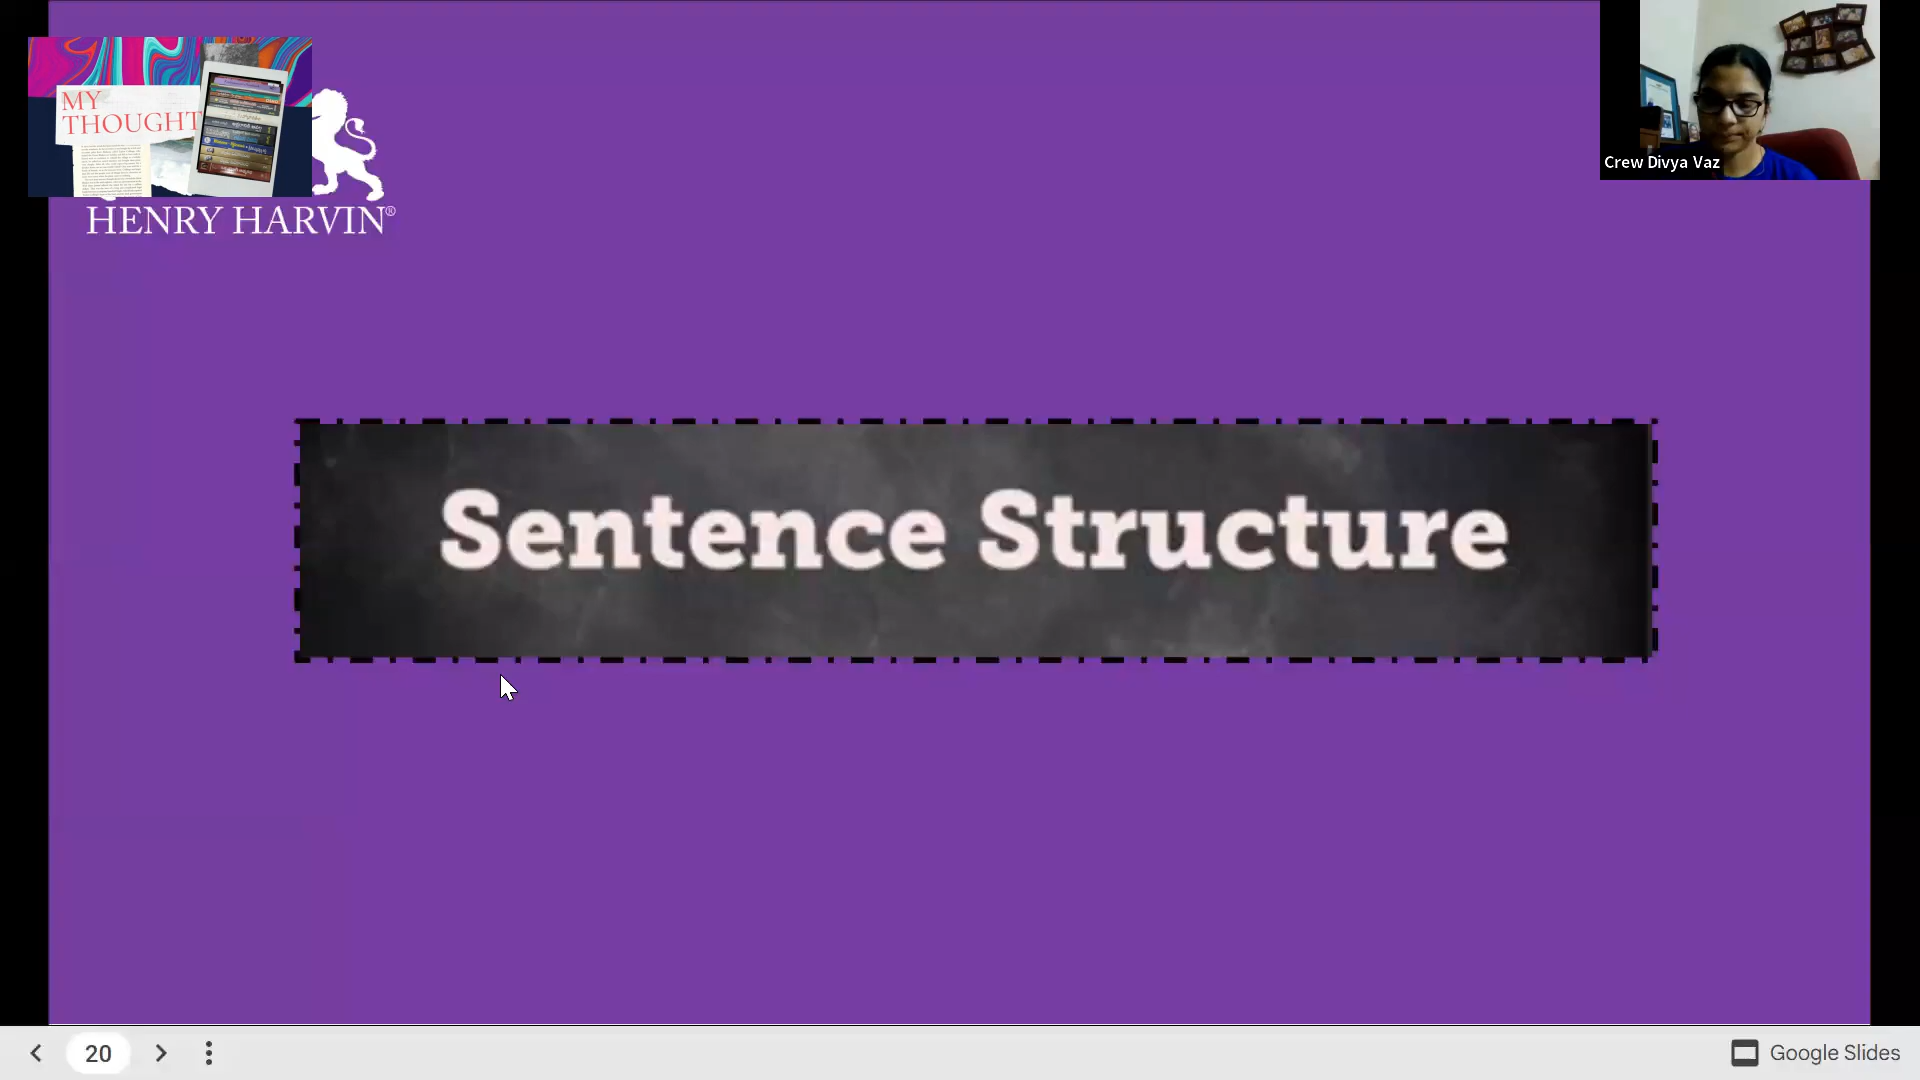 MY
THOUGHT
HENRY HARVIN®
Crew Divya Vaz
Sentence Structure
20
Google Slides